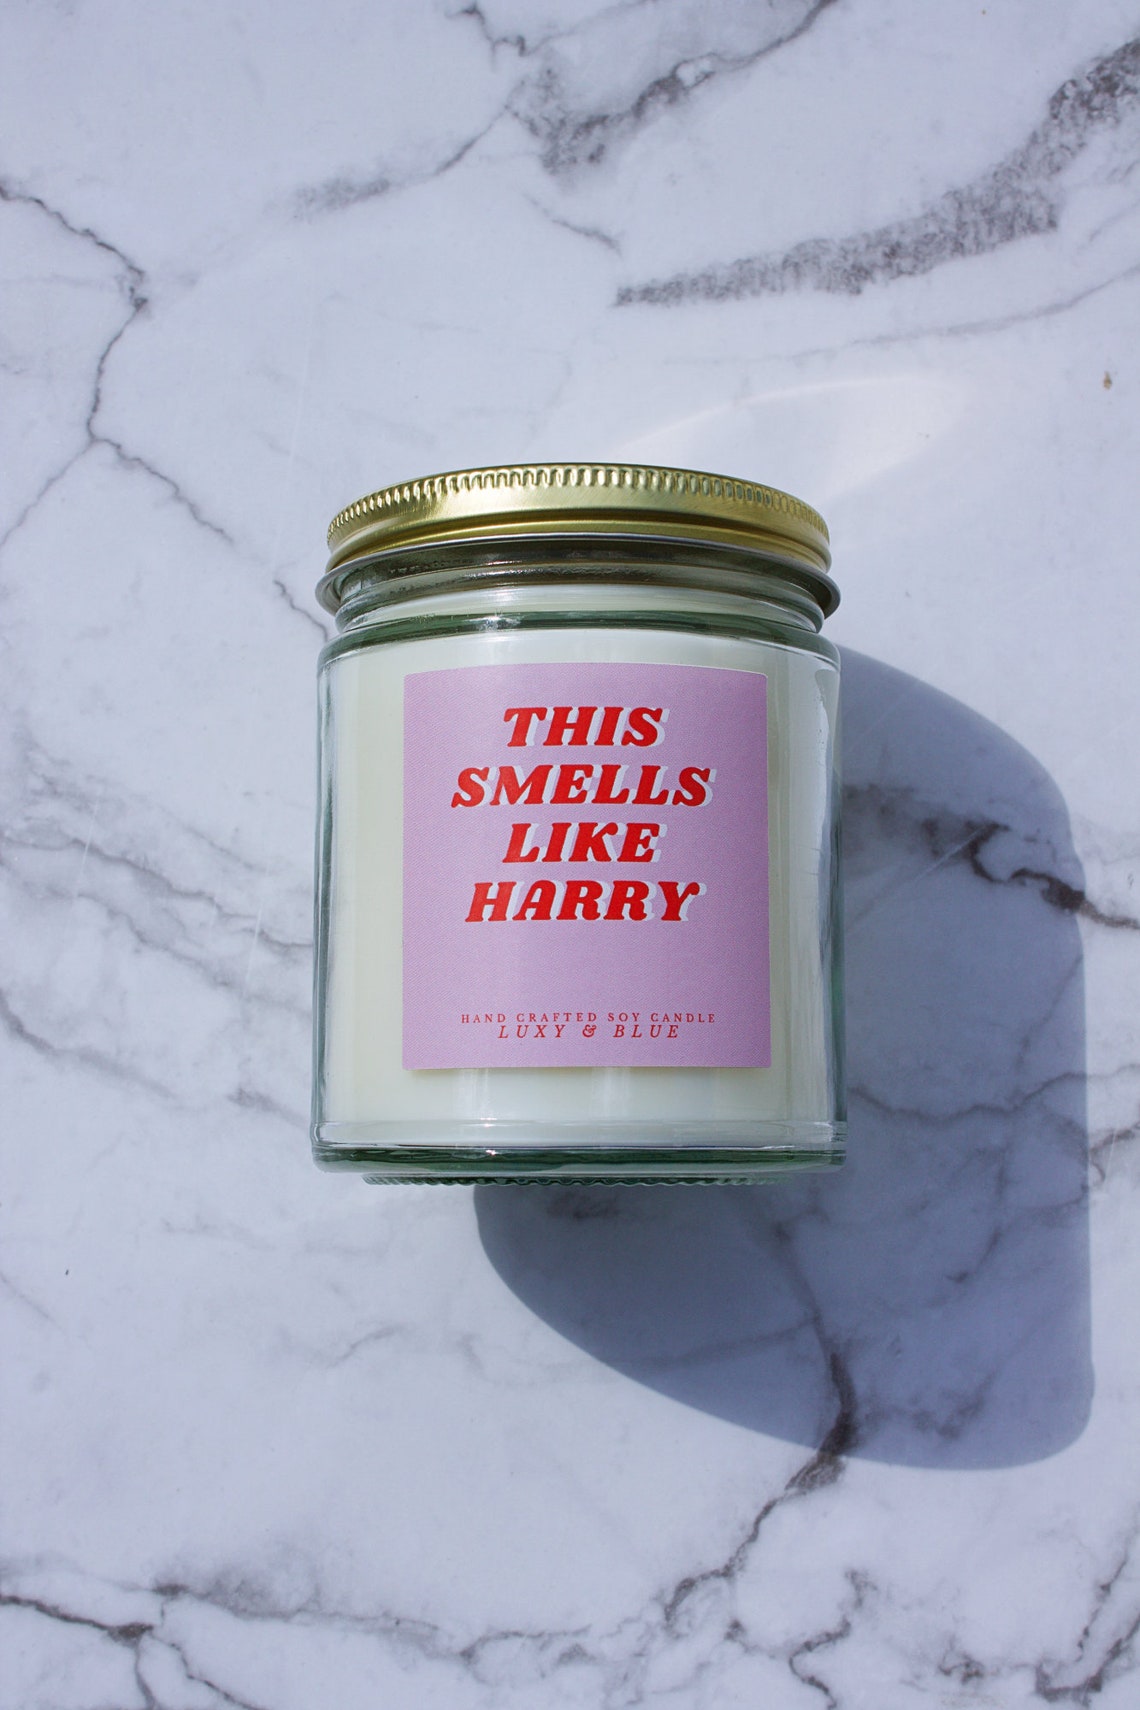 THIS
SMELLS
LIKE
HARRY
HAND CRAFTED SOY CANDLE
LUXY & BLUE